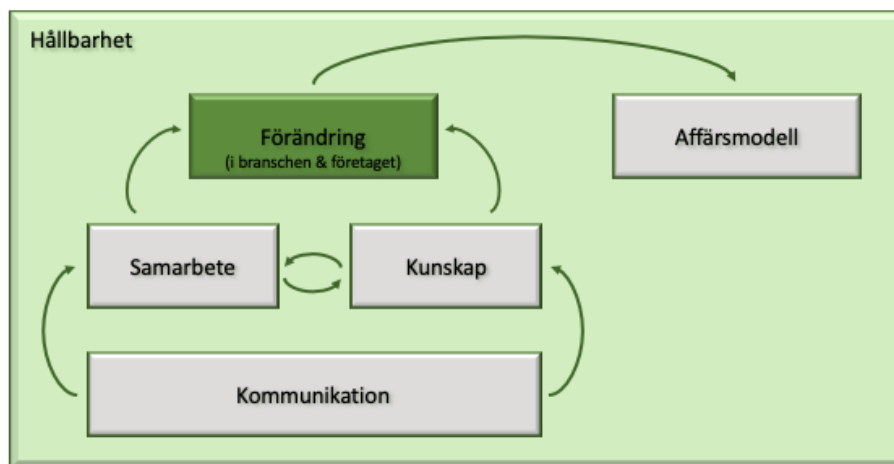 Hållbarhet
Förändring
(i branschen & företaget)
Affärsmodell
Samarbete
Kunskap
Kommunikation